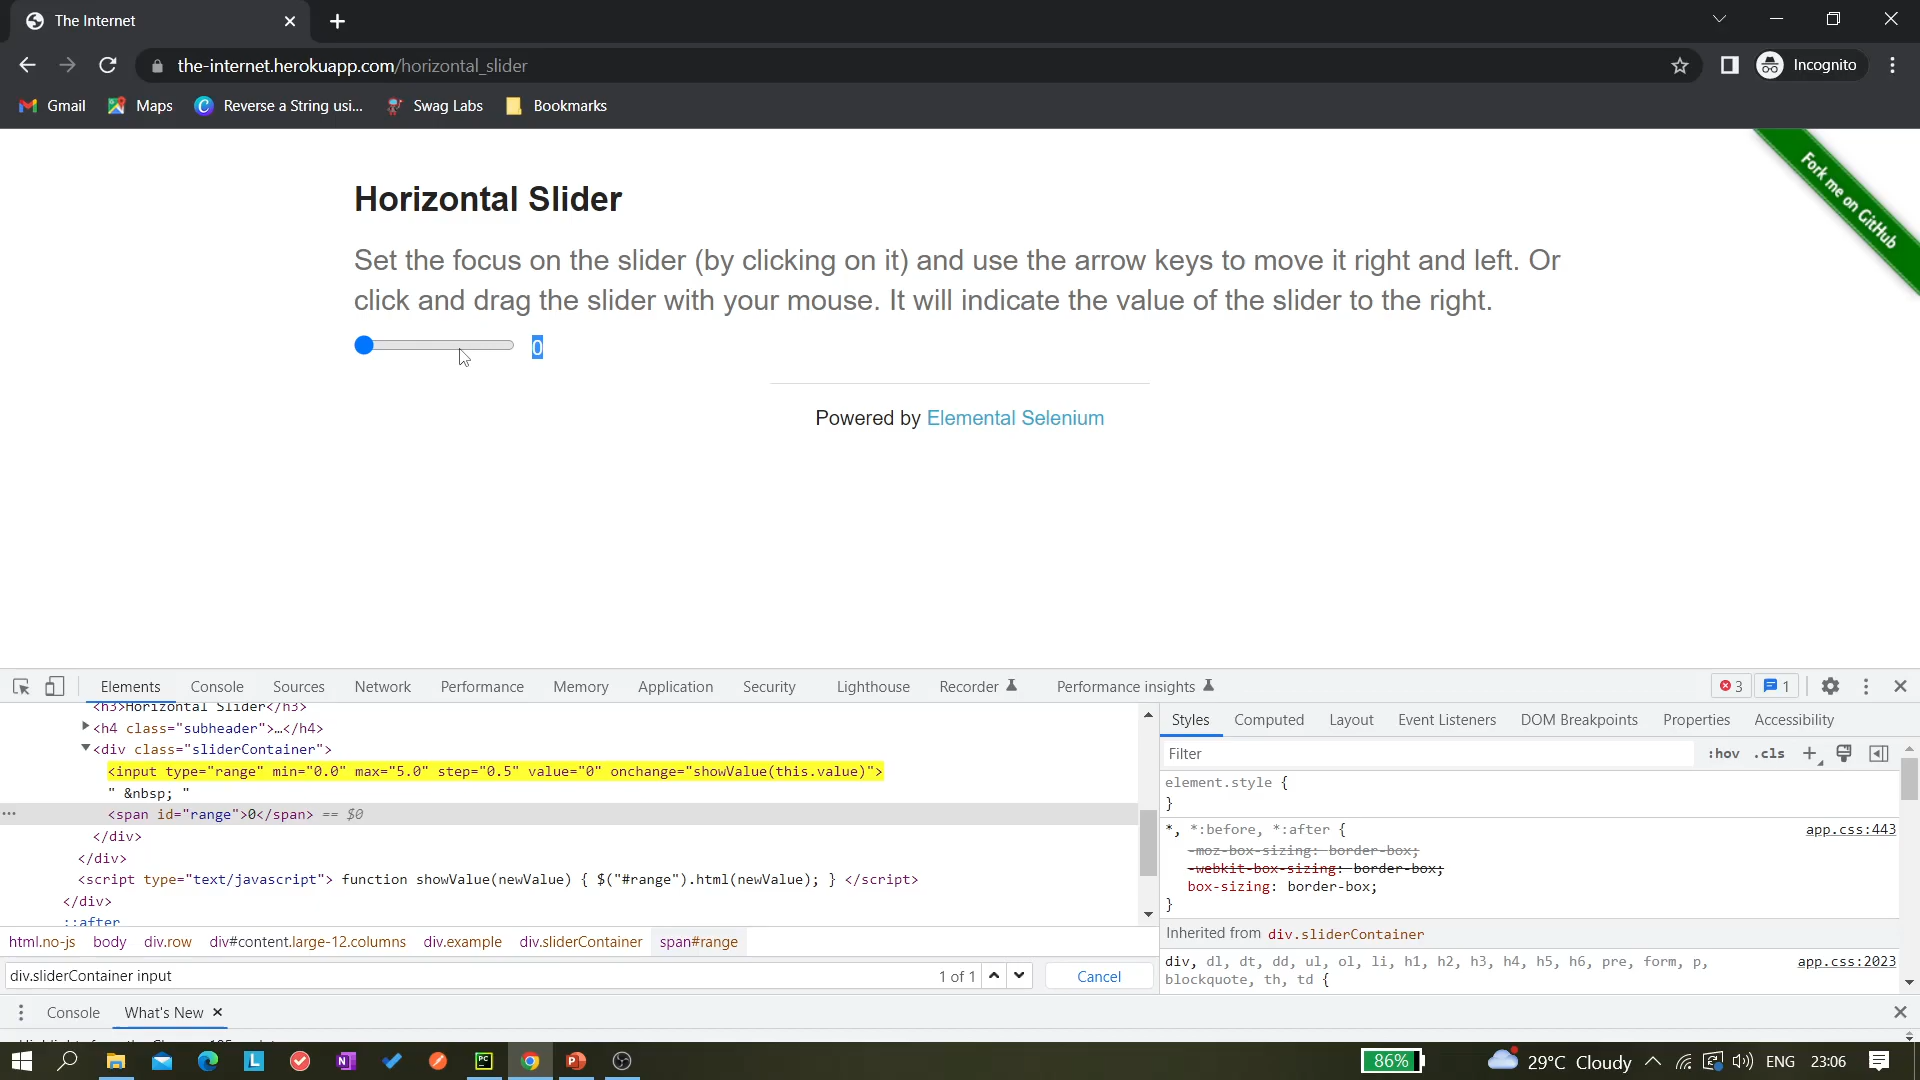 The Internet
the-internet.herokuapp.com/horizontal_slider
Incognito
Gmail
Maps
Reverse a String usi...
Swag Labs
Bookmarks
Fork me on GitHub
Horizontal Slider
Set the focus on the slider (by clicking on it) and use the arrow keys to move it right and left. Or
click and drag the slider with your mouse. It will indicate the value of the slider to the right.
0
Powered by Elemental Selenium
Elements Console Sources Network Performance Memory Application Security Lighthouse Recorder Performance insights 3 1
<h3>Horizontal Slider</h3>
<h4 class="subheader">…</h4>
<div class="sliderContainer">
<input type="range" min="0.0" max="5.0" step="0.5" value="0" onchange="showValue(this.value)">
" &nbsp; "
<span id="range">0</span> == $0
</div>
</div>
<script type="text/javascript"> function showValue(newValue) { $("#range").html(newValue); } </script>
</div>
::after
html.no-js body div.row div#content.large-12.columns div.example div.sliderContainer span#range
div.sliderContainer input 1 of 1 Cancel
Styles Computed Layout Event Listeners DOM Breakpoints Properties Accessibility
Filter :hov .cls
element.style {
}
*, *:before, *:after { app.css:443
-moz-box-sizing: border-box;
-webkit-box-sizing: border-box;
box-sizing: border-box;
}
Inherited from div.sliderContainer
div, dl, dt, dd, ul, ol, li, h1, h2, h3, h4, h5, h6, pre, form, p, app.css:2023
blockquote, th, td {
Console What's New
86% 29°C Cloudy ENG 23:06